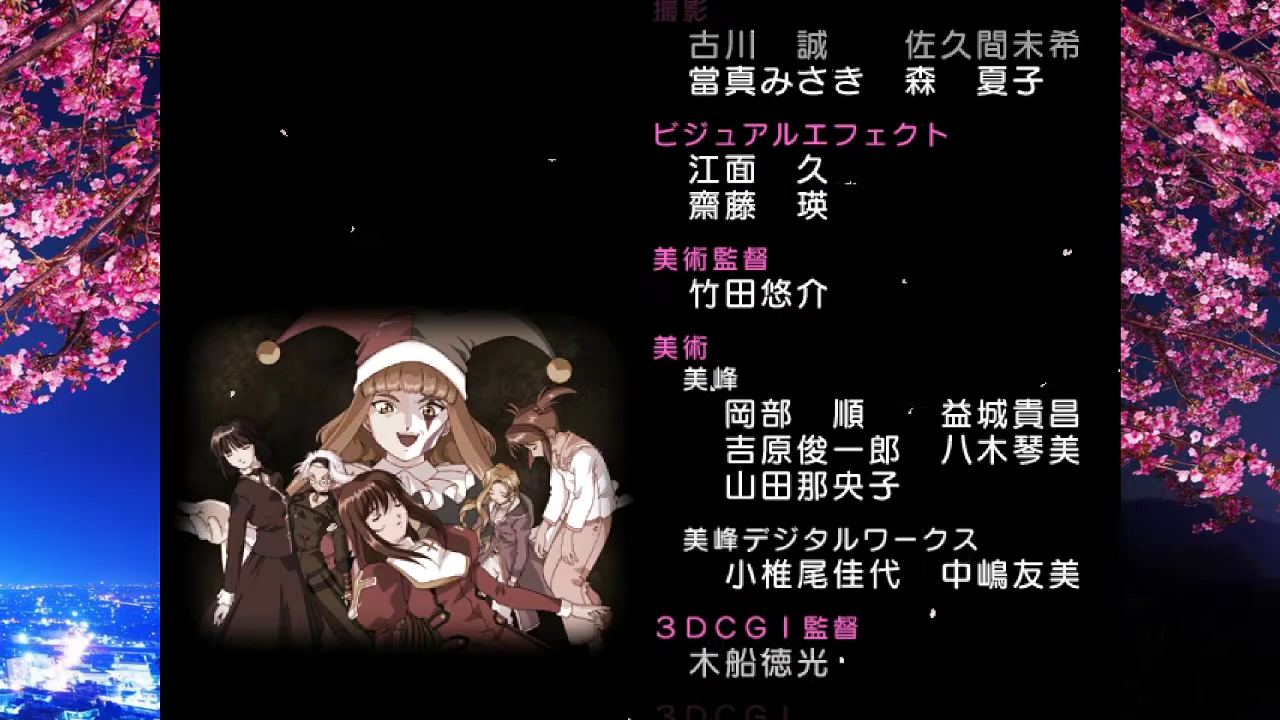 撮影
古川　誠　　佐久間未希
當真みさき　森　夏子
ビジュアルエフェクト
江面　久
齋藤　瑛
美術監督
竹田悠介
美術
美峰
岡部　順　　益城貴昌
吉原俊一郎　八木琴美
山田那央子
美峰デジタルワークス
小椎尾佳代　中嶋友美
３ＤＣＧＩ監督
木船徳光
３ＤＣＧＩ